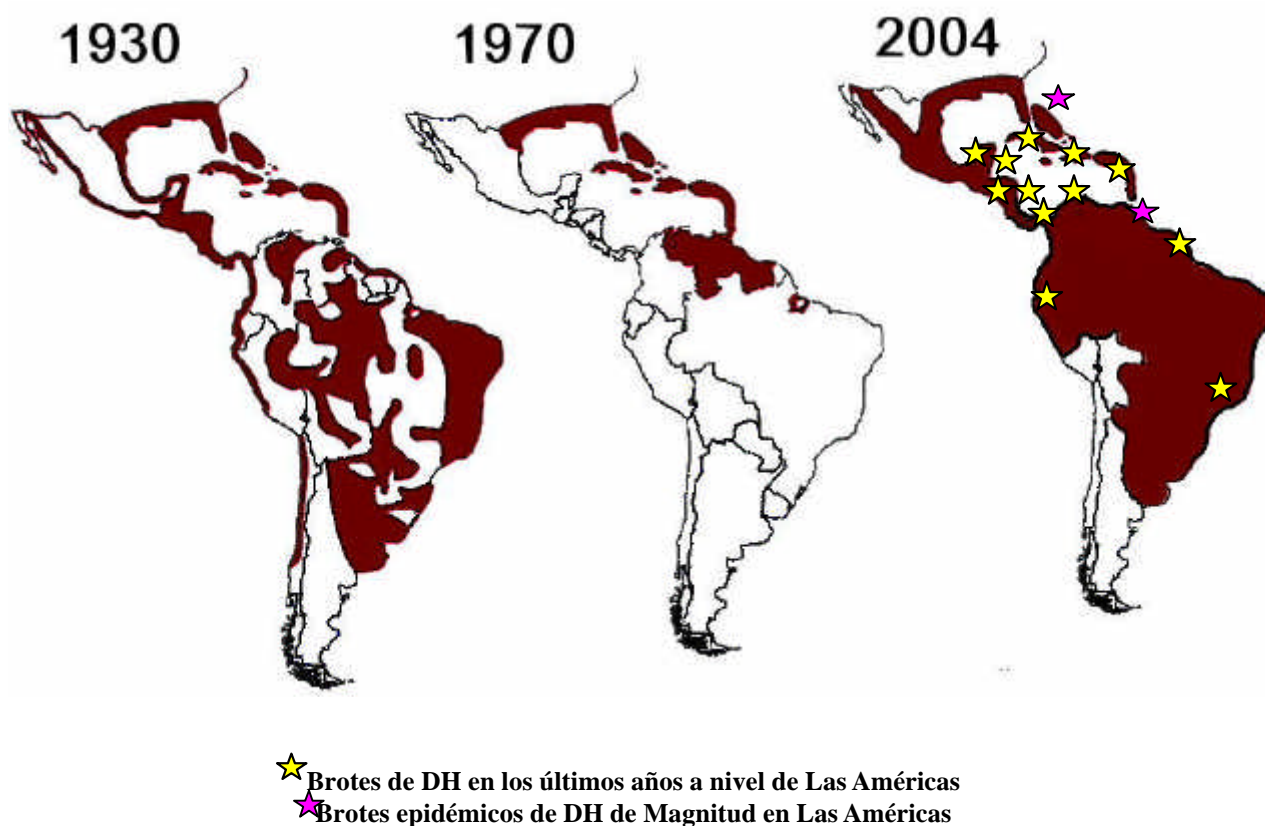 1930
1970
2004
Brotes de DH en los últimos años a nivel de Las Américas
Brotes epidémicos de DH de Magnitud en Las Américas